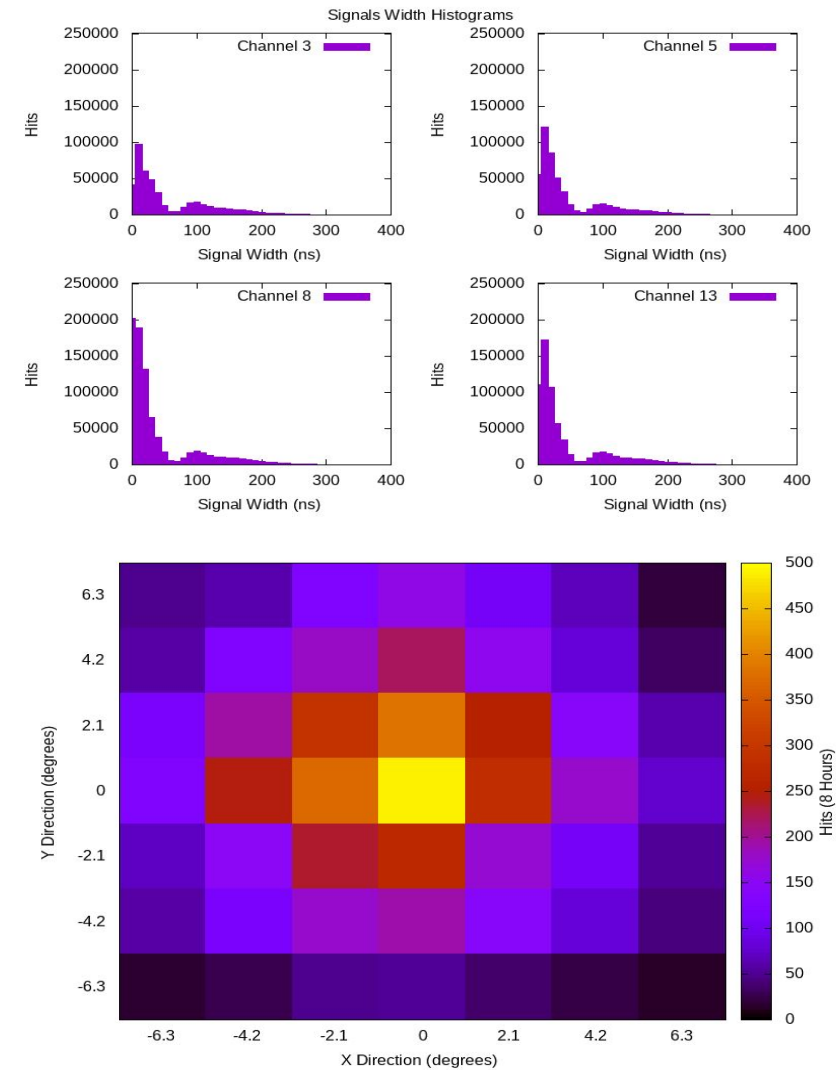 Signals Width Histograms
250000
200000
150000
100000
50000
0
Hits
Channel 3
0 100 200 300 400
Signal Width (ns)
250000
200000
150000
100000
50000
0
Hits
Channel 5
0 100 200 300 400
Signal Width (ns)
250000
200000
150000
100000
50000
0
Hits
Channel 8
0 100 200 300 400
Signal Width (ns)
250000
200000
150000
100000
50000
0
Hits
Channel 13
0 100 200 300 400
Signal Width (ns)
6.3
4.2
2.1
0
-2.1
-4.2
-6.3
Y Direction (degrees)
-6.3 -4.2 -2.1 0 2.1 4.2 6.3
X Direction (degrees)
500
450
400
350
300
250
200
150
100
50
0
Hits (8 Hours)